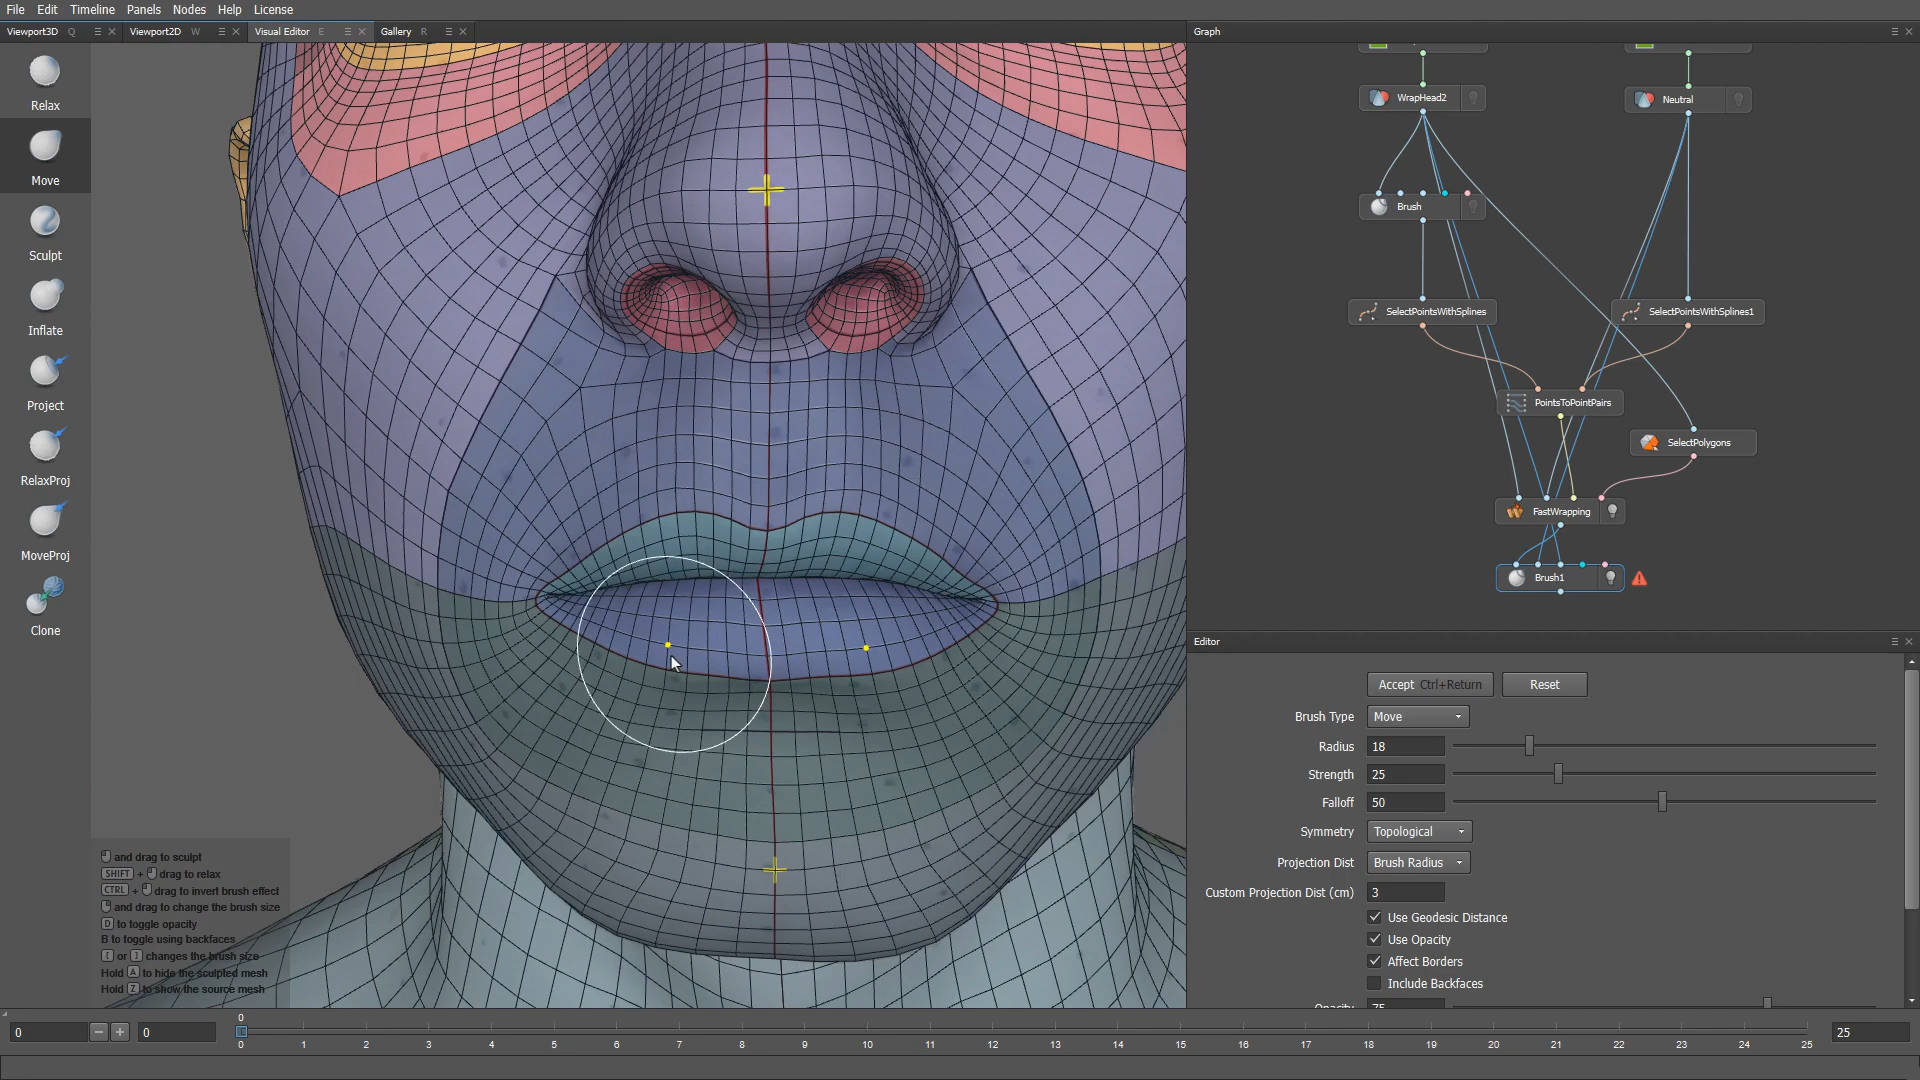 File Edit Timeline Panels Nodes Help License
Viewport3D Q Viewport2D W Visual Editor E Gallery R
Graph
Relax
Move
Sculpt
Inflate
Project
RelaxProj
MoveProj
Clone
WrapHead2
Neutral
Brush
SelectPointsWithSplines
SelectPointsWithSplines1
PointsToPointPairs
SelectPolygons
FastWrapping
Brush1
Editor
Accept Ctrl+Return Reset
Brush Type Move
Radius 18
Strength 25
Falloff 50
Symmetry Topological
Projection Dist Brush Radius
Custom Projection Dist (cm) 3
Use Geodesic Distance
Use Opacity
Affect Borders
Include Backfaces
Opacity 75
and drag to sculpt
SHIFT + drag to relax
CTRL + drag to invert brush effect
and drag to change the brush size
D to toggle opacity
B to toggle using backfaces
[ or ] changes the brush size
Hold A to hide the sculpted mesh
Hold Z to show the source mesh
0 − + 0
0
0 1 2 3 4 5 6 7 8 9 10 11 12 13 14 15 16 17 18 19 20 21 22 23 24 25
25